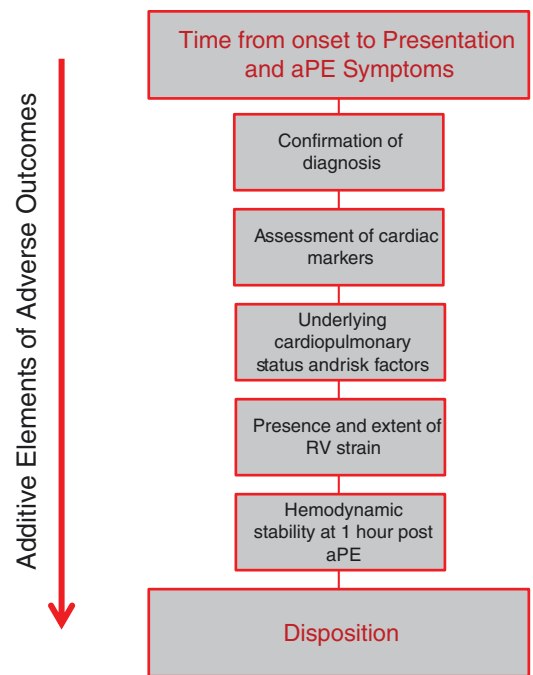 Additive Elements of Adverse Outcomes
Time from onset to Presentation
and aPE Symptoms
Confirmation of
diagnosis
Assessment of cardiac
markers
Underlying
cardiopulmonary
status andrisk factors
Presence and extent of
RV strain
Hemodynamic
stability at 1 hour post
aPE
Disposition